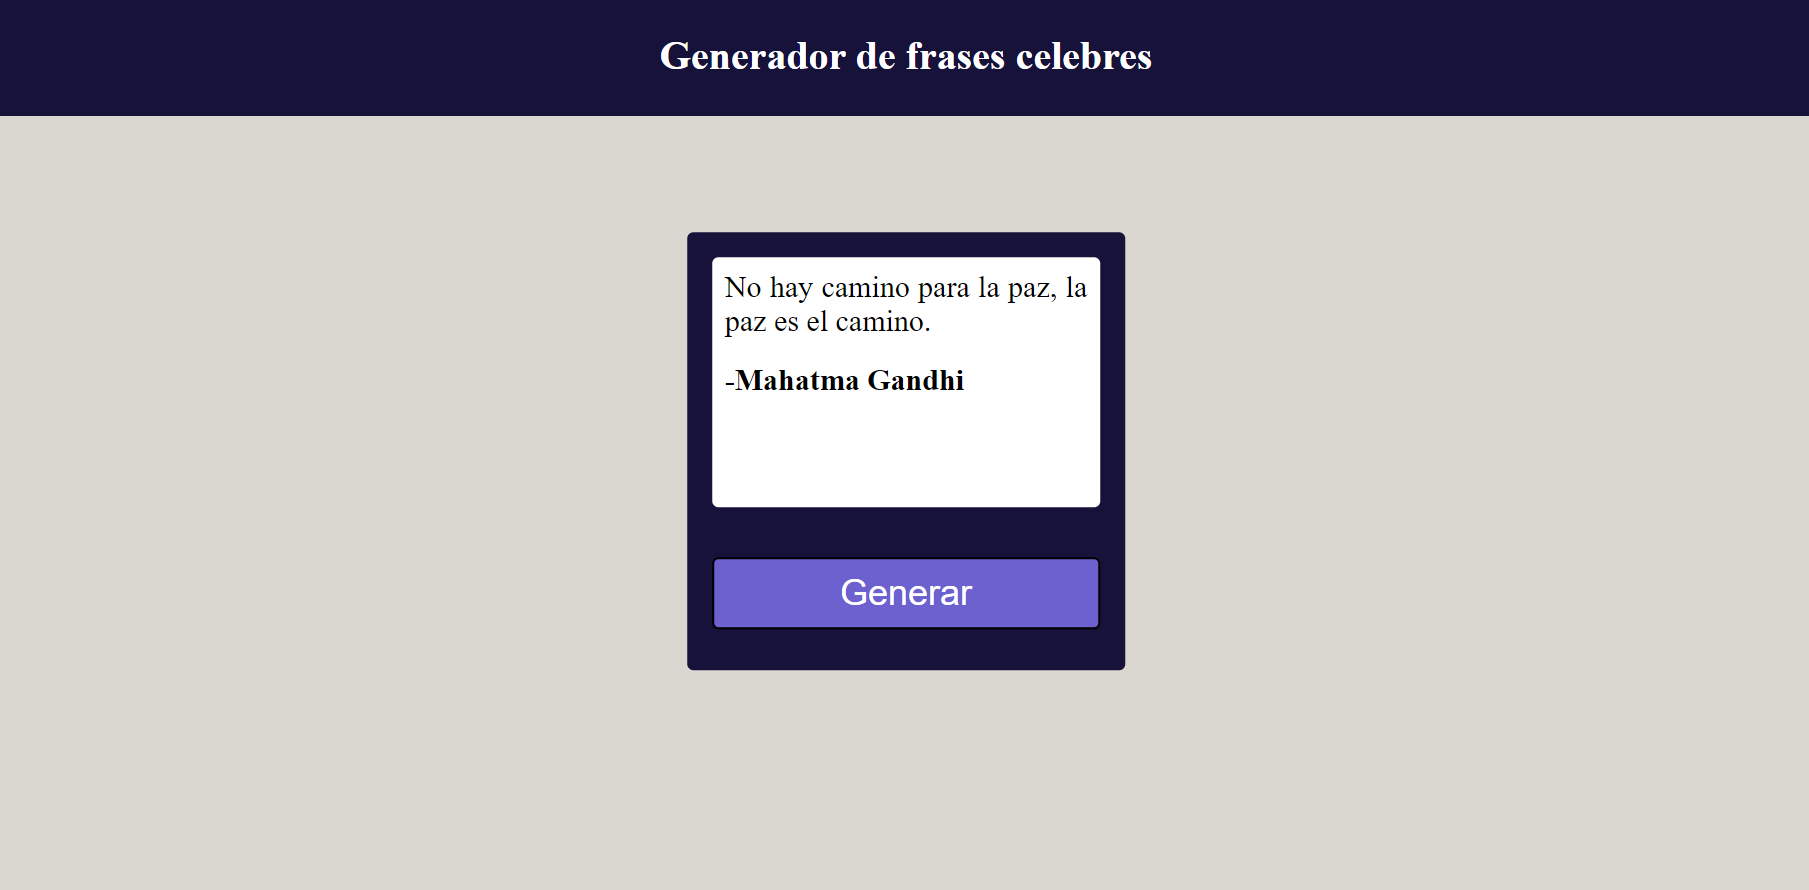 Generador de frases celebres
No hay camino para la paz, la
paz es el camino.
-Mahatma Gandhi
Generar